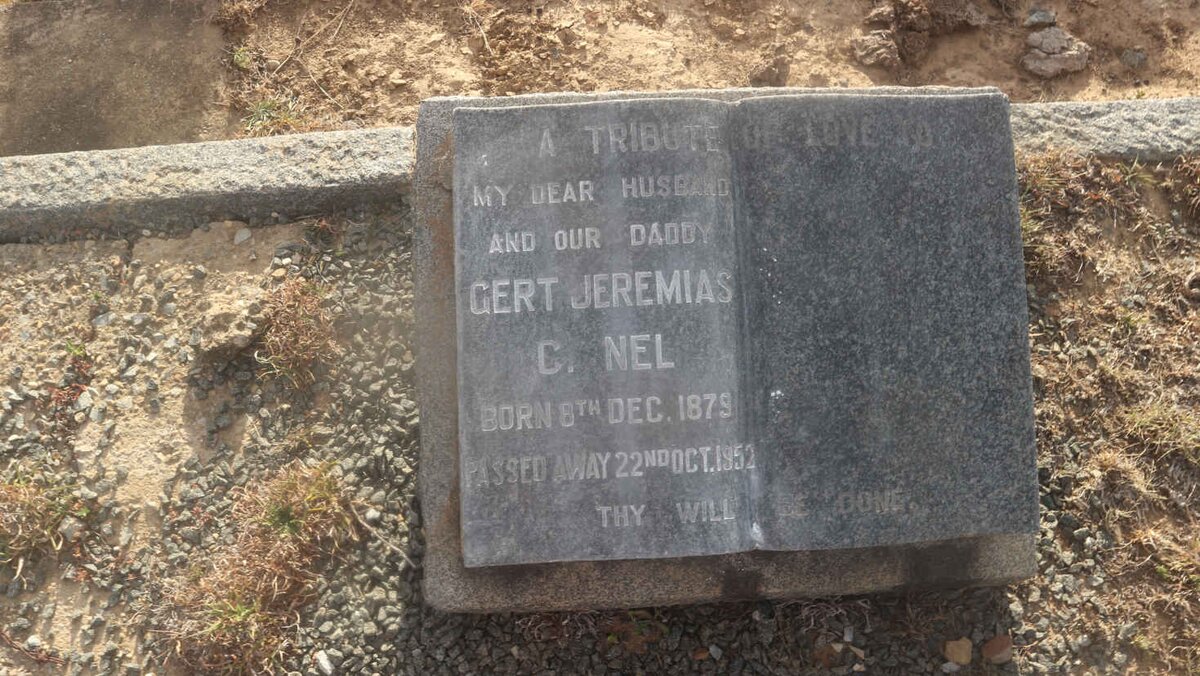 A TRIBUTE OF LOVE TO
MY DEAR HUSBAND
AND OUR DADDY
GERT JEREMIAS
C. NEL
BORN 8TH DEC. 1879
PASSED AWAY 22ND OCT. 1952
THY WILL BE DONE.